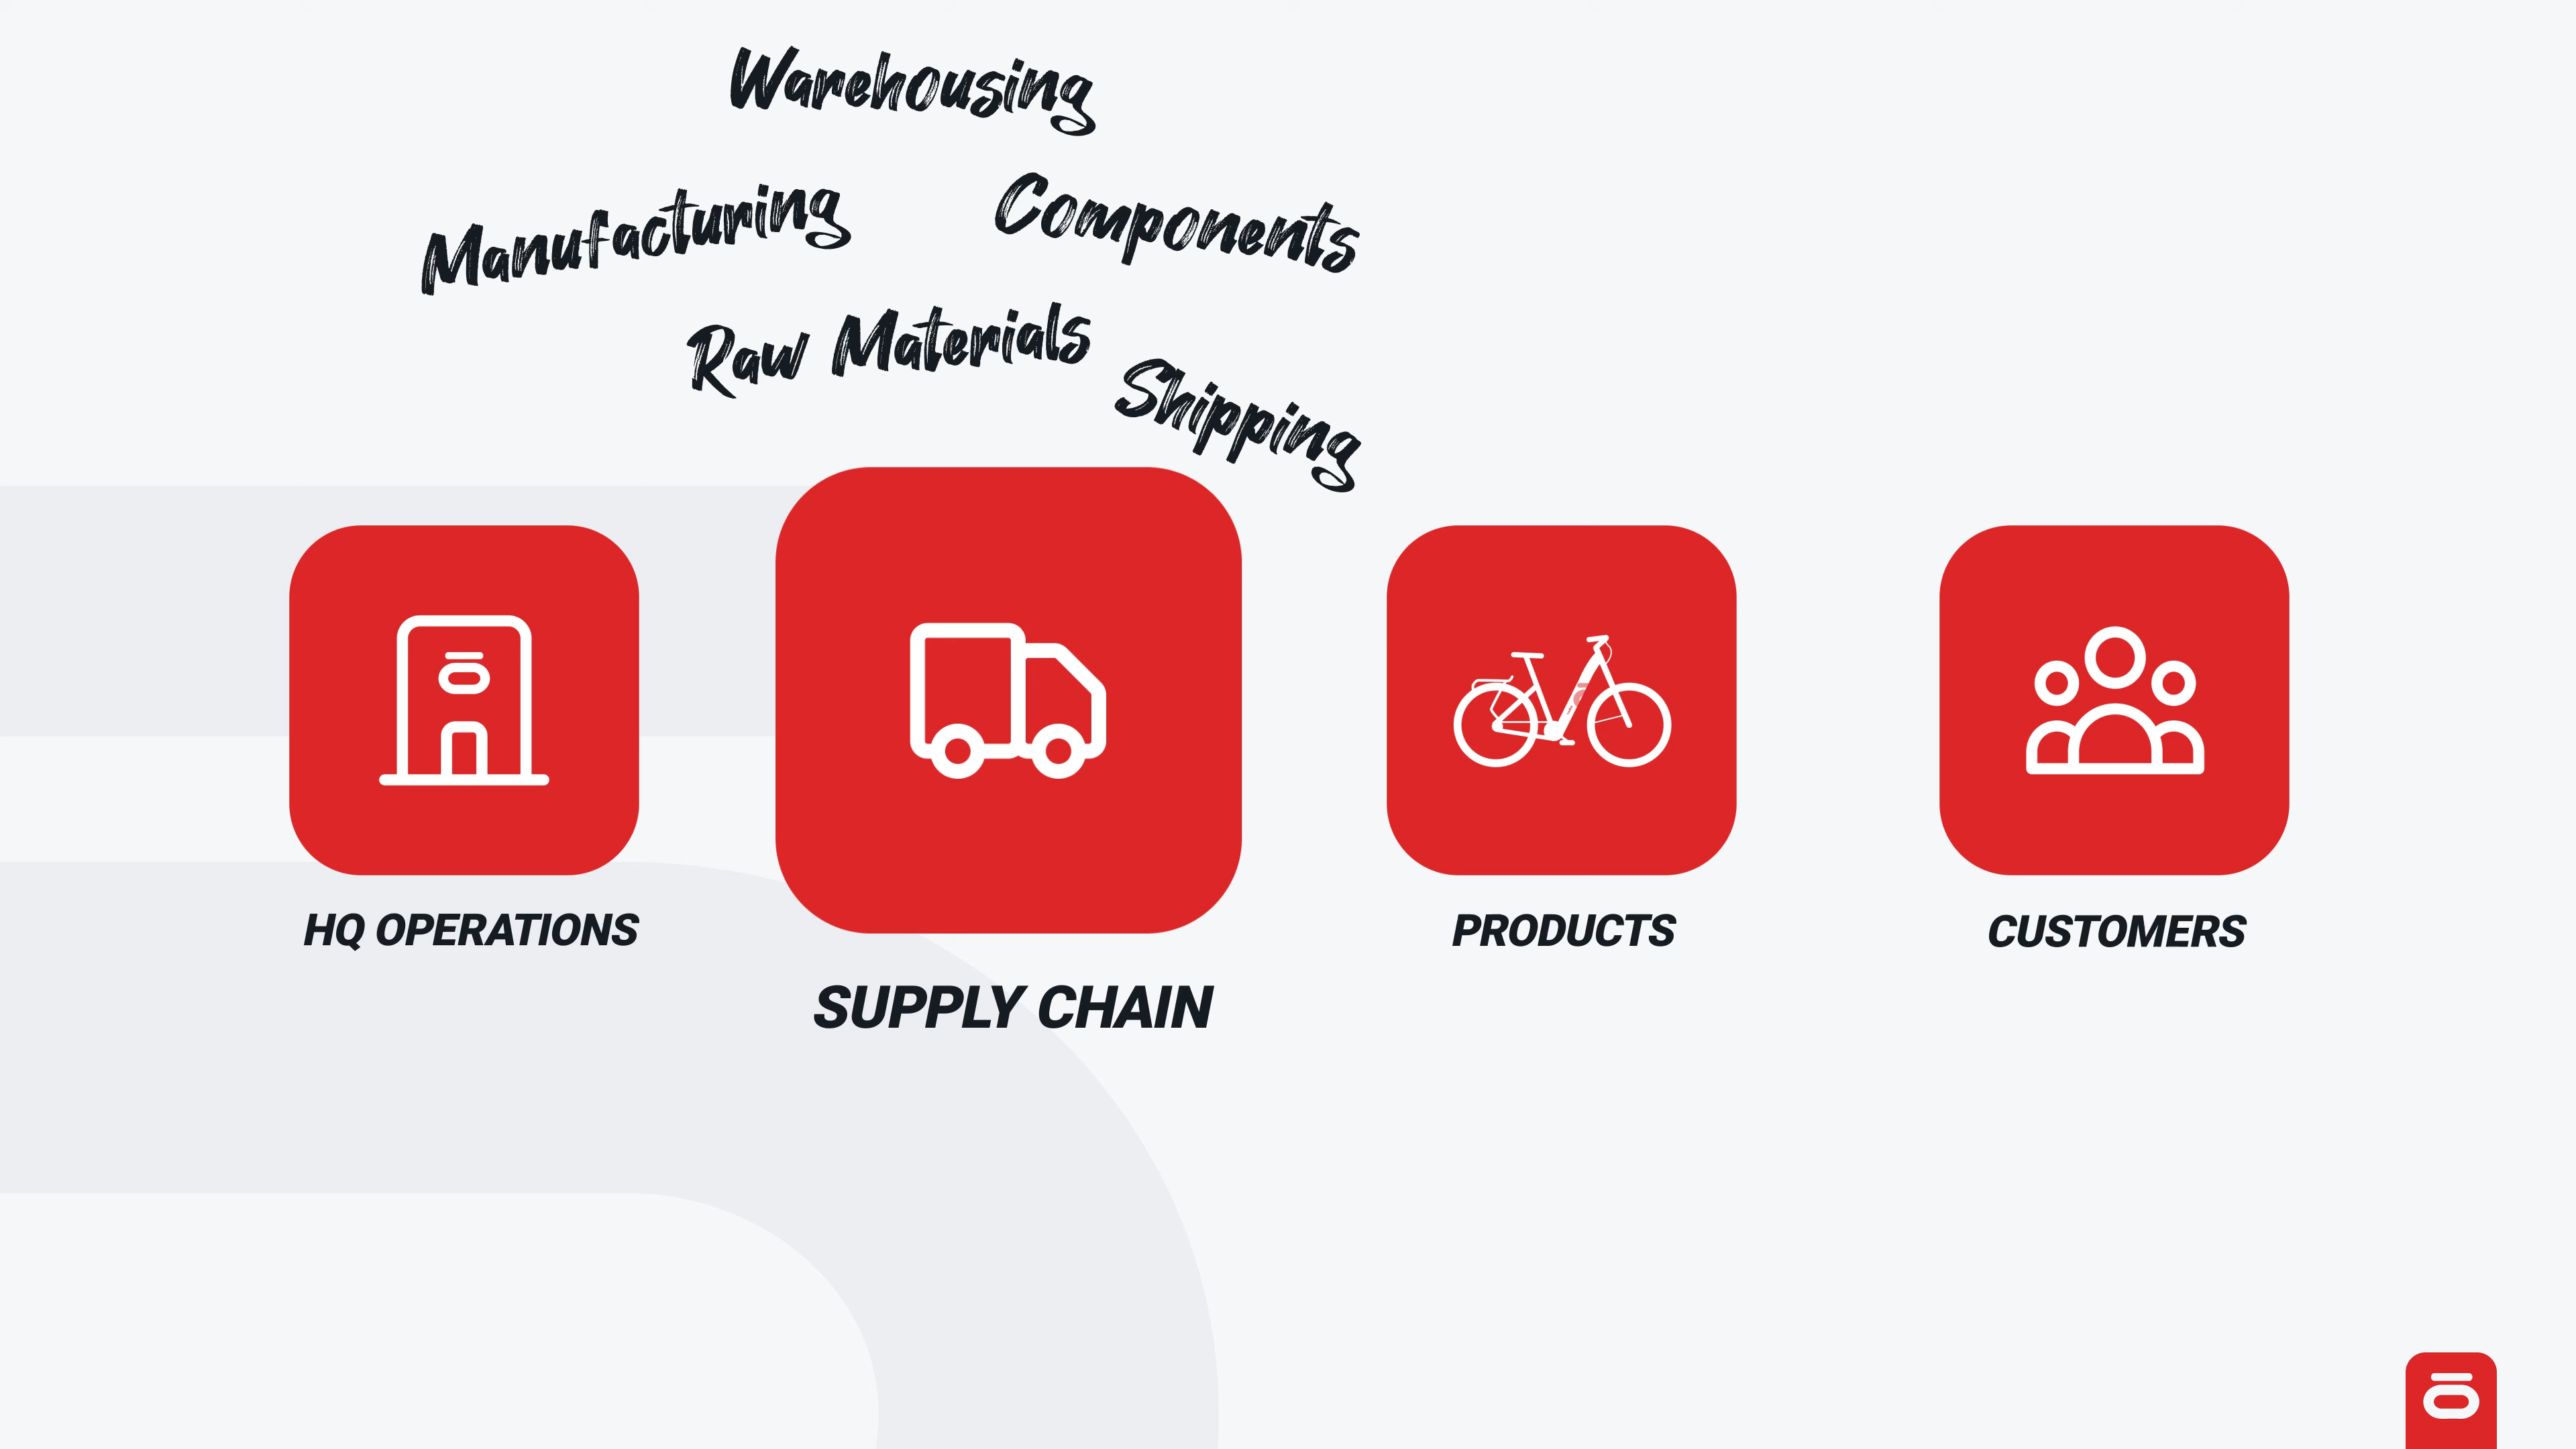 Warehousing
Manufacturing
Components
Raw Materials
Shipping
HQ OPERATIONS
SUPPLY CHAIN
PRODUCTS
CUSTOMERS